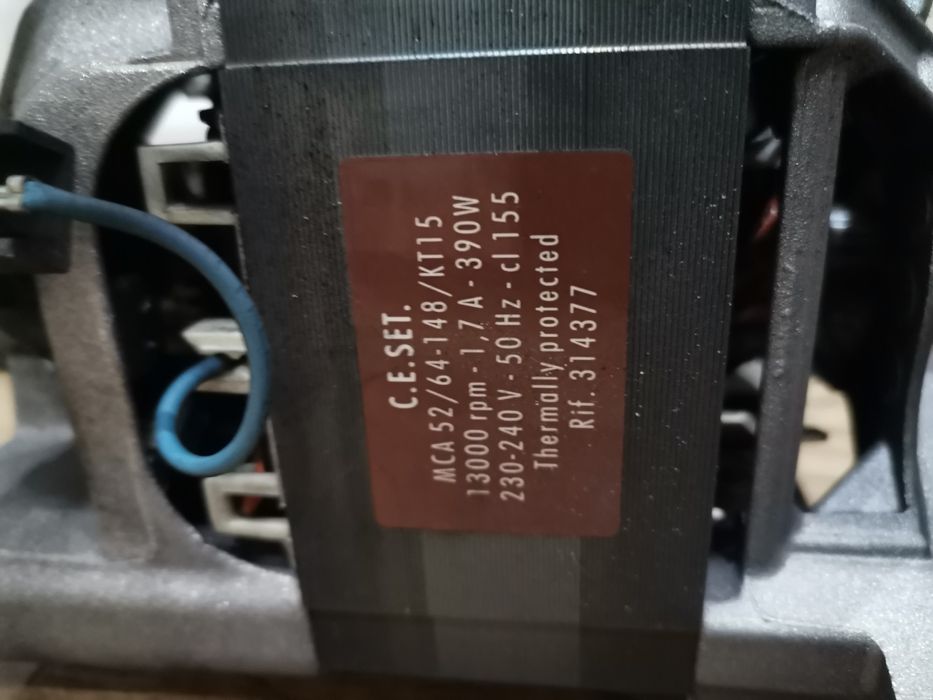 C.E.SET.
MCA 52/64-148/KT15
13000 rpm - 1,7 A - 390W
230-240 V - 50 Hz - cl 155
Thermally protected
Rif. 314377